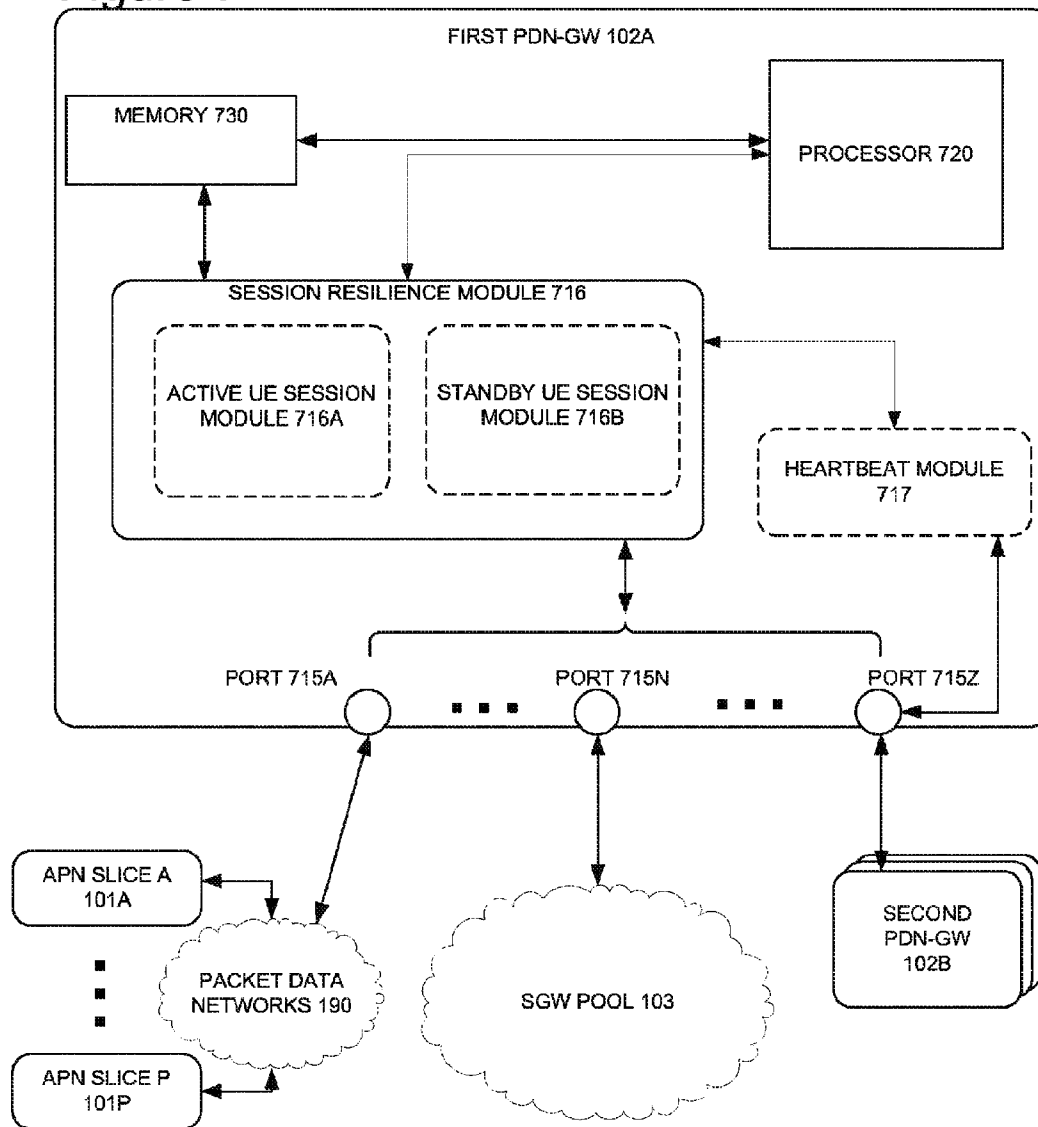 FIRST PDN-GW 102A
MEMORY 730
PROCESSOR 720
SESSION RESILIENCE MODULE 716
ACTIVE UE SESSION
MODULE 716A
STANDBY UE SESSION
MODULE 716B
HEARTBEAT MODULE
717
PORT 715A
PORT 715N
PORT 715Z
APN SLICE A
101A
PACKET DATA
NETWORKS 190
SGW POOL 103
SECOND
PDN-GW
102B
APN SLICE P
101P